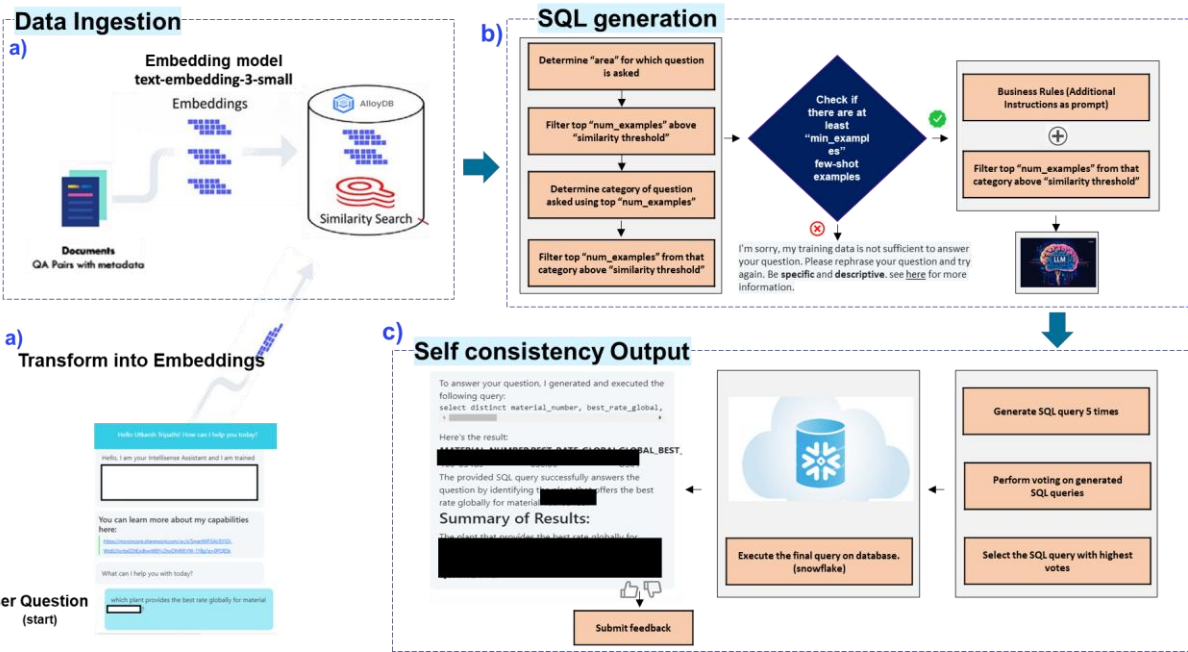 Data Ingestion
a)
Embedding model
text-embedding-3-small
Embeddings
AlloyDB
Similarity Search
Documents
QA Pairs with metadata
a)
Transform into Embeddings
Hello Utkarsh Tripathi! How can I help you today?
Hello, I am your Intellisense Assistant and I am trained
You can learn more about my capabilities
here:
What can I help you with today?
which plant provides the best rate globally for material
?
er Question
(start)
SQL generation
b)
Determine "area" for which question
is asked
Filter top "num_examples" above
"similarity threshold"
Determine category of question
asked using top "num_examples"
Filter top "num_examples" from that
category above "similarity threshold"
Check if
there are at
least
"min_exampl
es"
few-shot
examples
I'm sorry, my training data is not sufficient to answer
your question. Please rephrase your question and try
again. Be specific and descriptive. see here for more
information.
Business Rules (Additional
Instructions as prompt)
Filter top "num_examples" from that
category above "similarity threshold"
LLM
c)
Self consistency Output
To answer your question, I generated and executed the
following query:
select distinct material_number, best_rate_global,
Here's the result:
MATERIAL_NUMBER BEST_RATE_GLOBAL GLOBAL_BEST_
The provided SQL query successfully answers the
question by identifying the plant that offers the best
rate globally for material
Summary of Results:
The plant that provides the best rate globally for
Submit feedback
Execute the final query on database.
(snowflake)
Generate SQL query 5 times
Perform voting on generated
SQL queries
Select the SQL query with highest
votes